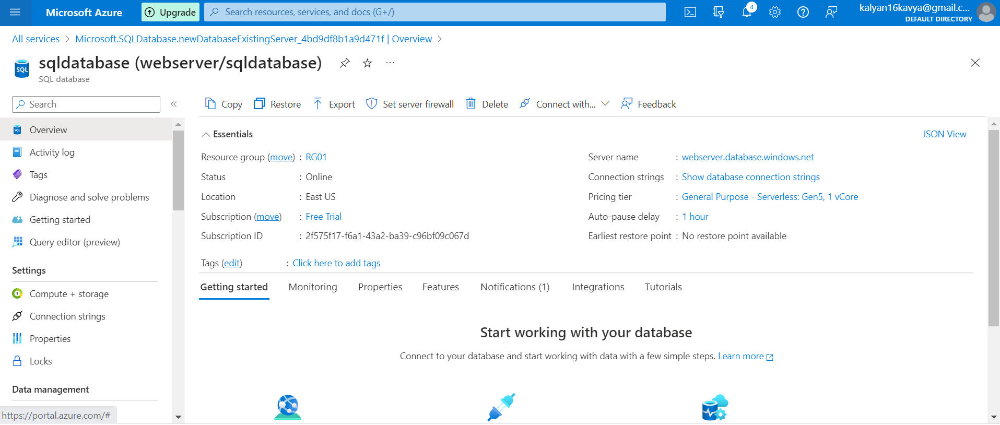 Microsoft Azure
Upgrade
Search resources, services, and docs (G+/)
4
kalyan16kavya@gmail.c...
DEFAULT DIRECTORY
All services > Microsoft.SQLDatabase.newDatabaseExistingServer_4bd9df8b1a9d471f | Overview >
SQL
sqldatabase (webserver/sqldatabase)
SQL database
Search
Copy
Restore
Export
Set server firewall
Delete
Connect with...
Feedback
Overview
Activity log
Tags
Diagnose and solve problems
Getting started
Query editor (preview)
Settings
Compute + storage
Connection strings
Properties
Locks
Data management
Essentials
JSON View
Resource group (move) : RG01
Status : Online
Location : East US
Subscription (move) : Free Trial
Subscription ID : 2f575f17-f6a1-43a2-ba39-c96bf09c067d
Server name : webserver.database.windows.net
Connection strings : Show database connection strings
Pricing tier : General Purpose - Serverless: Gen5, 1 vCore
Auto-pause delay : 1 hour
Earliest restore point : No restore point available
Tags (edit) : Click here to add tags
Getting started
Monitoring
Properties
Features
Notifications (1)
Integrations
Tutorials
Start working with your database
Connect to your database and start working with data with a few simple steps. Learn more
https://portal.azure.com/#